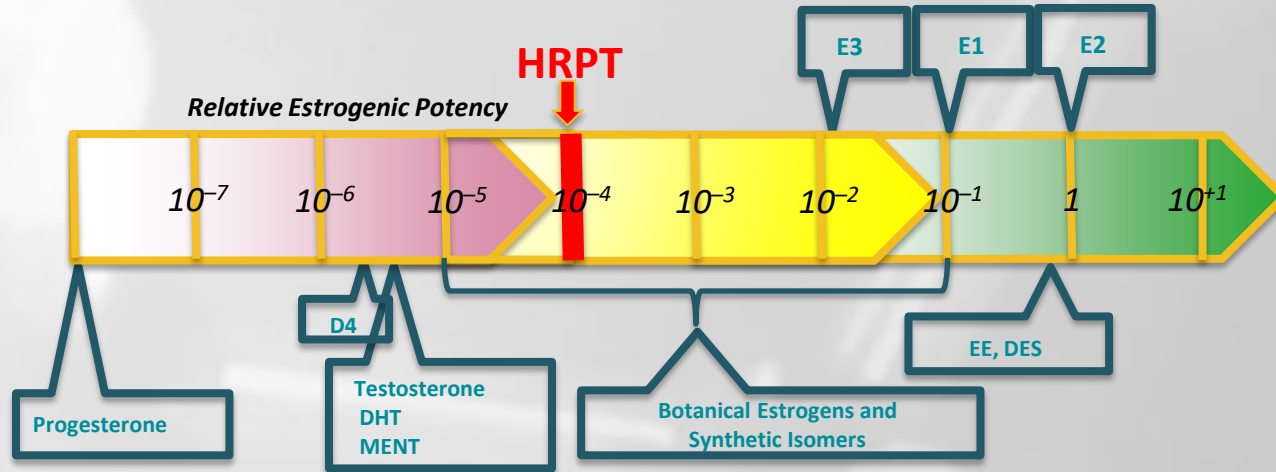 E3
E1
E2
HRPT
Relative Estrogenic Potency
10⁻⁷
10⁻⁶
10⁻⁵
10⁻⁴
10⁻³
10⁻²
10⁻¹
1
10⁺¹
D4
EE, DES
Progesterone
Testosterone
DHT
MENT
Botanical Estrogens and
Synthetic Isomers